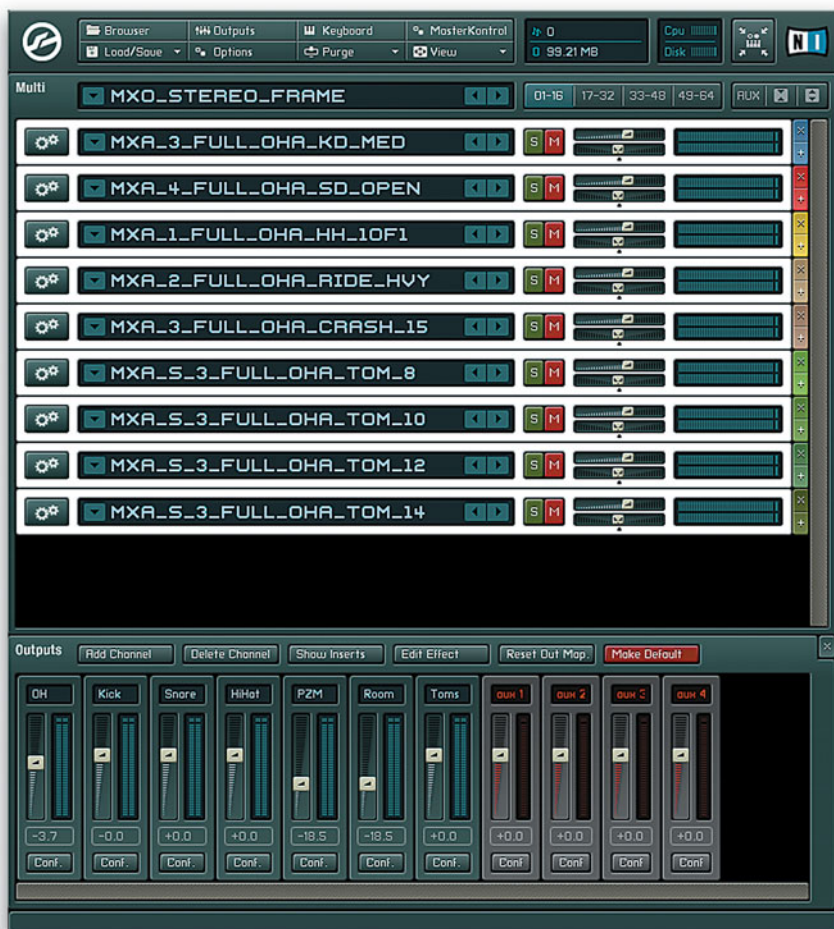 Browser Outputs Keyboard MasterKontrol
Load/Save Options Purge View
0
99.21 MB
Cpu
Disk
NI
Multi
MXO_STEREO_FRAME
01-16 17-32 33-48 49-64 AUX
MXA_3_FULL_OHA_KD_MED S M
MXA_4_FULL_OHA_SD_OPEN S M
MXA_1_FULL_OHA_HH_1OF1 S M
MXA_2_FULL_OHA_RIDE_HVY S M
MXA_3_FULL_OHA_CRASH_15 S M
MXA_S_3_FULL_OHA_TOM_8 S M
MXA_S_3_FULL_OHA_TOM_10 S M
MXA_S_3_FULL_OHA_TOM_12 S M
MXA_S_3_FULL_OHA_TOM_14 S M
Outputs Add Channel Delete Channel Show Inserts Edit Effect Reset Out Map. Make Default
OH Kick Snare HiHat PZM Room Toms aux 1 aux 2 aux 3 aux 4
-3.7 -0.0 +0.0 +0.0 -18.5 -18.5 +0.0 +0.0 +0.0 +0.0 +0.0
Conf. Conf. Conf. Conf. Conf. Conf. Conf. Conf Conf Conf Conf